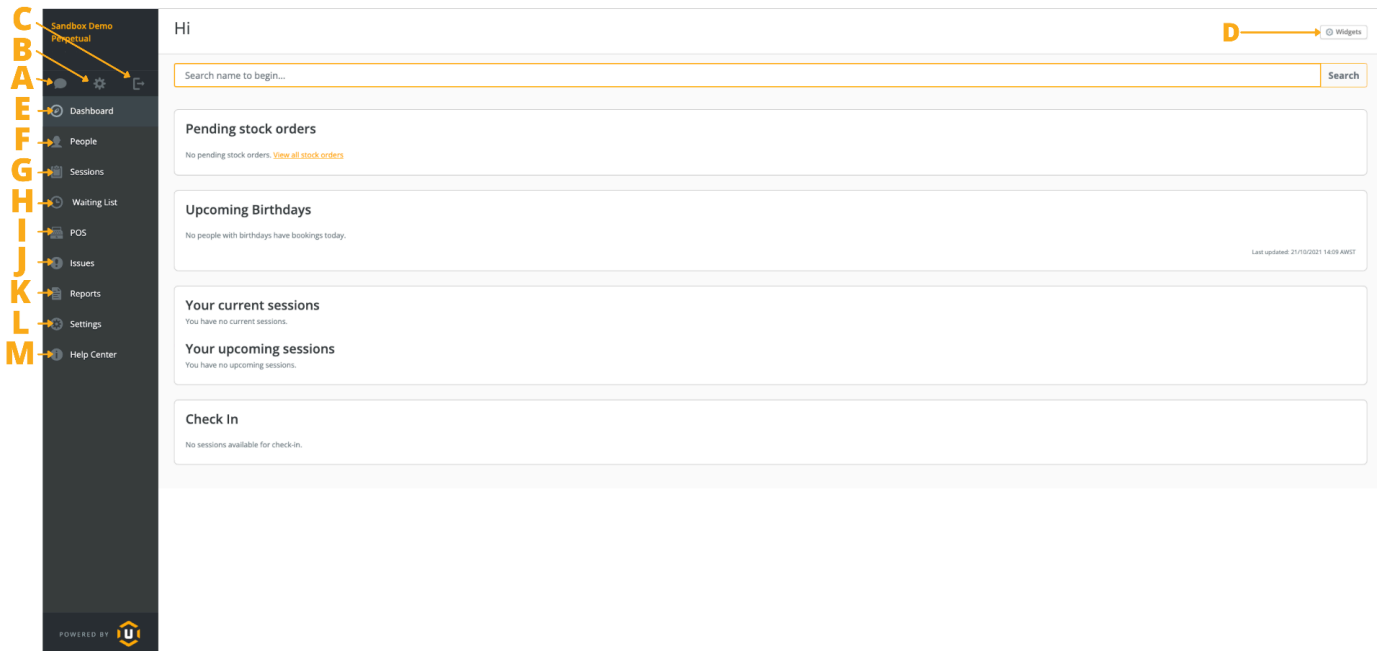 C
Sandbox Demo
Perpetual
Hi
D
Widgets
B
A
Search name to begin...
Search
E
Dashboard
F
People
G
Sessions
H
Waiting List
I
POS
J
Issues
K
Reports
L
Settings
M
Help Center
Pending stock orders
No pending stock orders. View all stock orders
Upcoming Birthdays
No people with birthdays have bookings today.
Last updated: 21/10/2021 14:09 AWST
Your current sessions
You have no current sessions.
Your upcoming sessions
You have no upcoming sessions.
Check In
No sessions available for check-in.
POWERED BY U